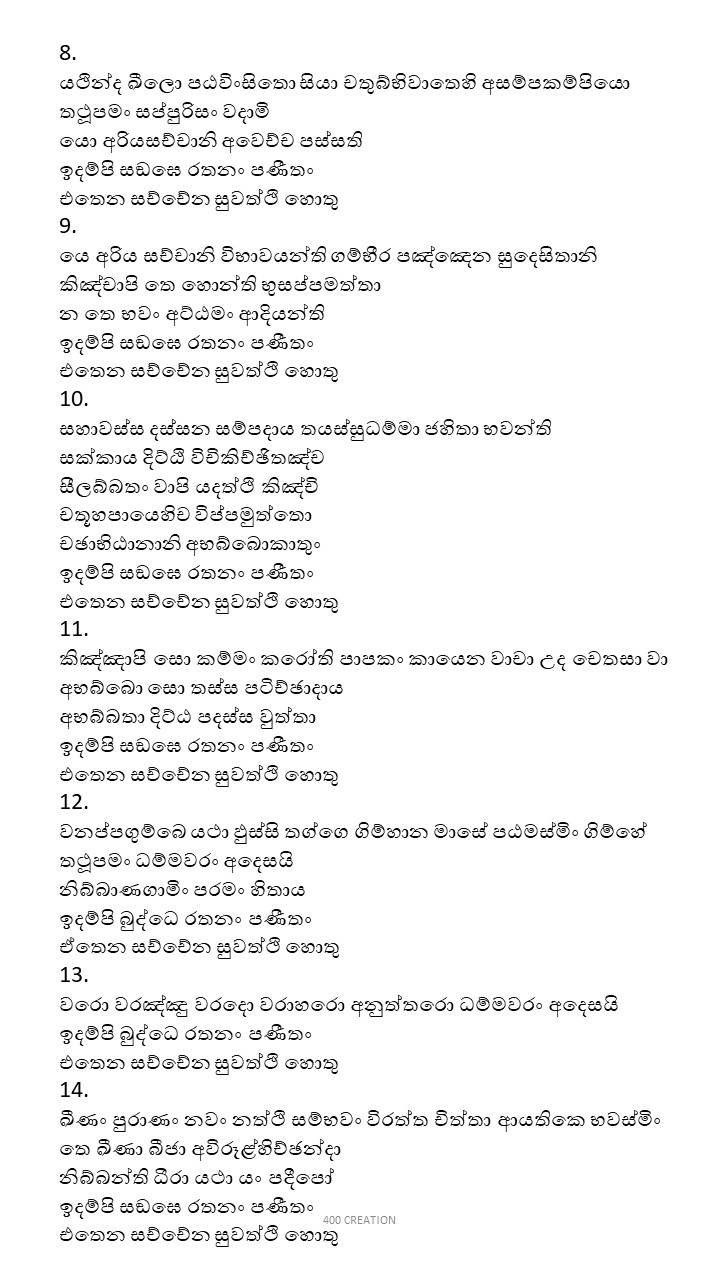 8.
යථින්ද ඛීලො පඨවිංසිතො සියා චතුබ්භිවාතෙහි අසම්පකම්පියො
තථූපමං සප්පුරිසං වදාමි
යො අරියසච්චානි අවෙච්ච පස්සති
ඉදම්පි සඞඝෙ රතනං පණීතං
එතෙන සච්චේන සුවත්ථි හොතු
9.
යෙ අරිය සච්චානි විභාවයන්ති ගම්භීර පඤ්ඤෙන සුදෙසිතානි
කිඤ්චාපි තෙ හොන්ති භුසප්පමත්තා
න තෙ භවං අට්ඨමං ආදියන්ති
ඉදම්පි සඞඝෙ රතනං පණීතං
එතෙන සච්චේන සුවත්ථි හොතු
10.
සහාවස්ස දස්සන සම්පදාය තයස්සුධම්මා ජහිතා භවන්ති
සක්කාය දිට්ඨි විචිකිච්ඡිතඤ්ච
සීලබ්බතං වාපි යදත්ථි කිඤ්චි
චතූහපායෙහිච විප්පමුත්තො
චඡාභිඨානානි අභබ්බොකාතුං
ඉදම්පි සඞඝෙ රතනං පණීතං
එතෙන සච්චේන සුවත්ථි හොතු
11.
කිඤ්ඤාපි සො කම්මං කරෝති පාපකං කායෙන වාචා උද චෙතසා වා
අභබ්බො සො තස්ස පටිච්ඡාදාය
අභබ්බතා දිට්ඨ පදස්ස වුත්තා
ඉදම්පි සඞඝෙ රතනං පණීතං
එතෙන සච්චේන සුවත්ථි හොතු
12.
වනප්පගුම්බෙ යථා ඵුස්සි තග්ගෙ ගිම්හාන මාසේ පඨමස්මිං ගිම්හේ
තථූපමං ධම්මවරං අදෙසයි
නිබ්බාණගාමිං පරමං හිතාය
ඉදම්පි බුද්ධෙ රතනං පණීතං
ඒතෙන සච්චේන සුවත්ථි හොතු
13.
වරො වරඤ්ඤු වරදො වරාහරො අනුත්තරො ධම්මවරං අදෙසයි
ඉදම්පි බුද්ධෙ රතනං පණීතං
එතෙන සච්චේන සුවත්ථි හොතු
14.
ඛීණං පුරාණං නවං නත්ථි සම්භවං විරත්ත චිත්තා ආයතිකෙ භවස්මිං
තෙ ඛීණා බීජා අවිරූළ්හිච්ඡන්දා
නිබ්බන්ති ධීරා යථා යං පදීපෝ
ඉදම්පි සඞඝෙ රතනං පණීතං
400 CREATION
එතෙන සච්චේන සුවත්ථි හොතු